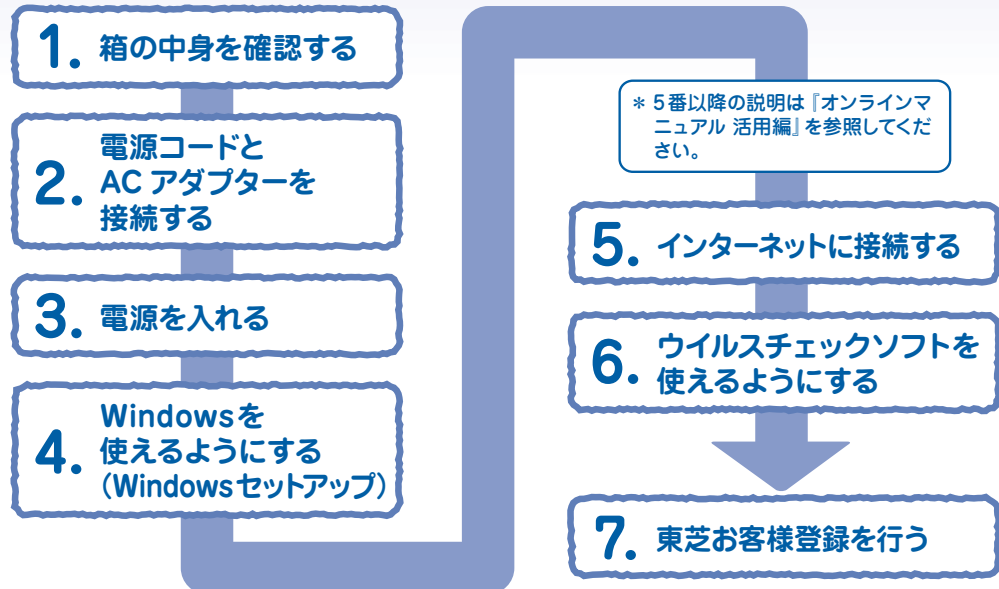 1. 箱の中身を確認する
2. 電源コードと
AC アダプターを
接続する
3. 電源を入れる
4. Windowsを
使えるようにする
（Windowsセットアップ）
＊ 5番以降の説明は『オンラインマ
ニュアル 活用編』を参照してくだ
さい。
5. インターネットに接続する
6. ウイルスチェックソフトを
使えるようにする
7. 東芝お客様登録を行う